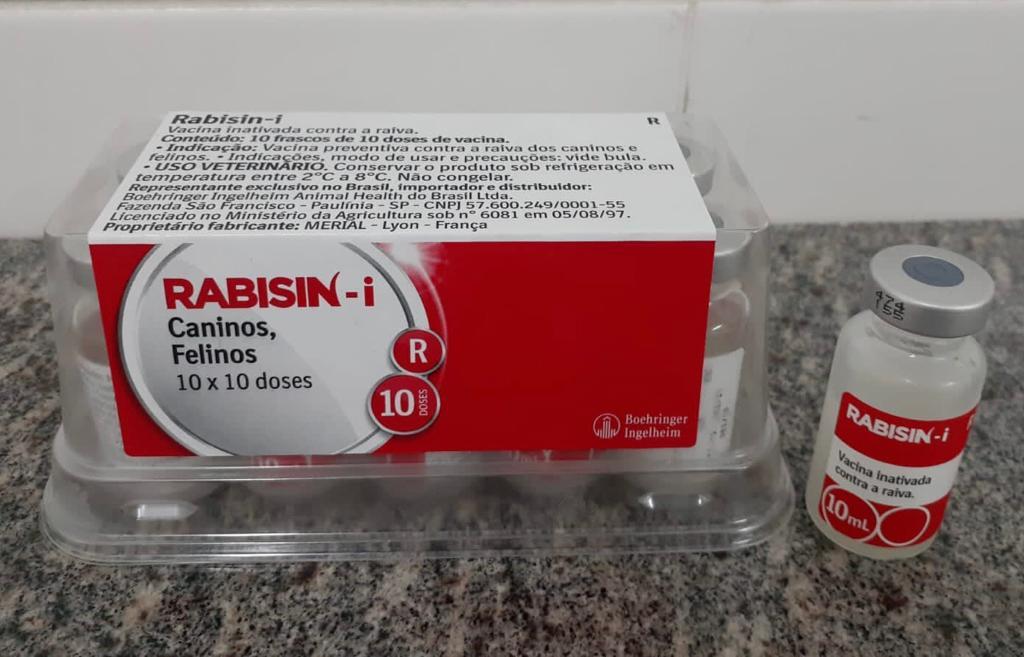 Rabisin-i
R
Vacina inativada contra a raiva.
Conteúdo: 10 frascos de 10 doses de vacina.
• Indicação: Vacina preventiva contra a raiva dos caninos e
felinos. • Indicações, modo de usar e precauções: vide bula.
• USO VETERINÁRIO. Conservar o produto sob refrigeração em
temperatura entre 2°C a 8°C. Não congelar.
Representante exclusivo no Brasil, importador e distribuidor:
Boehringer Ingelheim Animal Health do Brasil Ltda.
Fazenda São Francisco - Paulínia - SP - CNPJ 57.600.249/0001-55
Licenciado no Ministério da Agricultura sob n° 6081 em 05/08/97.
Proprietário fabricante: MERIAL - Lyon - França
RABISIN-i
Caninos,
Felinos
10 x 10 doses
R
10 DOSES
Boehringer
Ingelheim
474
155
RABISIN-i
Vacina inativada
contra a raiva.
10mL